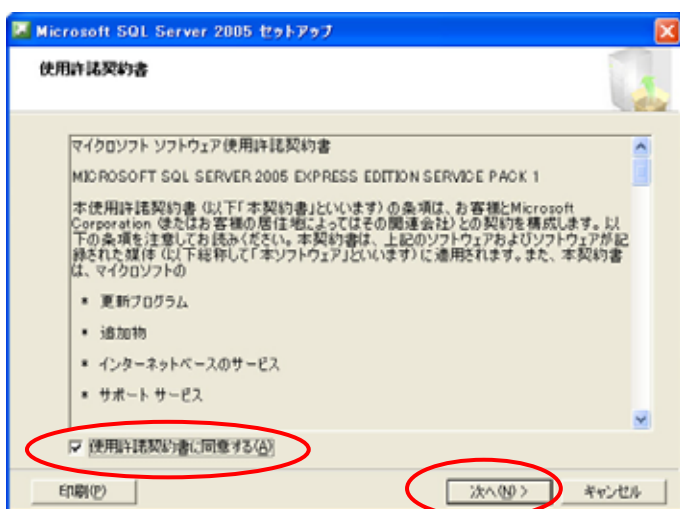 Microsoft SQL Server 2005 セットアップ
使用許諾契約書
マイクロソフト ソフトウェア使用許諾契約書
MICROSOFT SQL SERVER 2005 EXPRESS EDITION SERVICE PACK 1
本使用許諾契約書 (以下「本契約書」といいます) の条項は、お客様とMicrosoft
Corporation (またはお客様の居住地によってはその関連会社) との契約を構成します。以
下の条項を注意してお読みください。本契約書は、上記のソフトウェアおよびソフトウェアが記
録された媒体 (以下総称して「本ソフトウェア」といいます) に適用されます。また、本契約書
は、マイクロソフトの
* 更新プログラム
* 追加物
* インターネットベースのサービス
* サポート サービス
使用許諾契約書に同意する(A)
印刷(P)
次へ(N) >
キャンセル